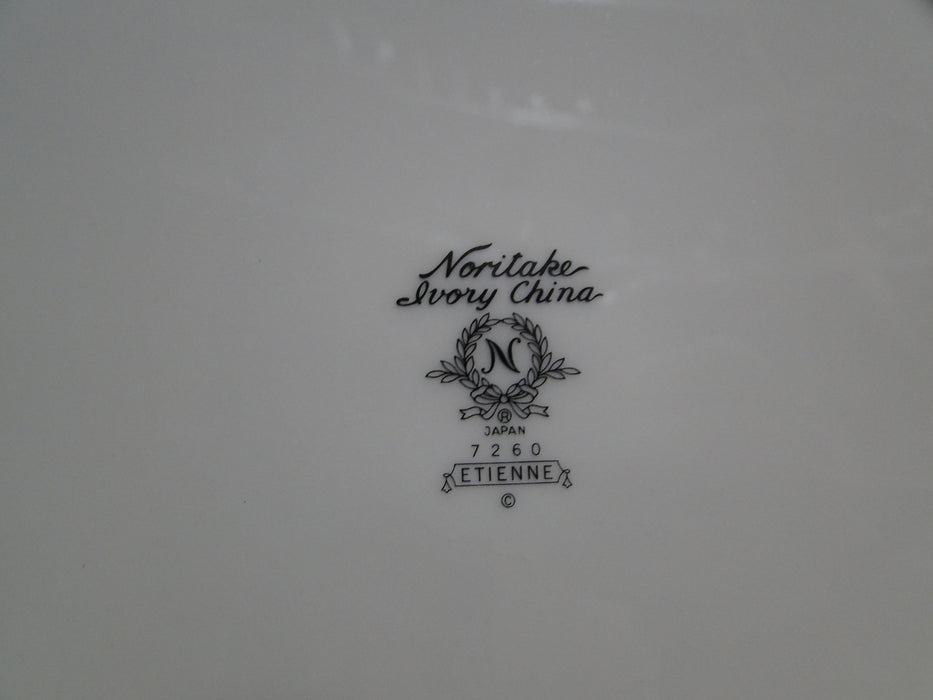 Noritake
Ivory China
N
®
JAPAN
7260
ETIENNE
©